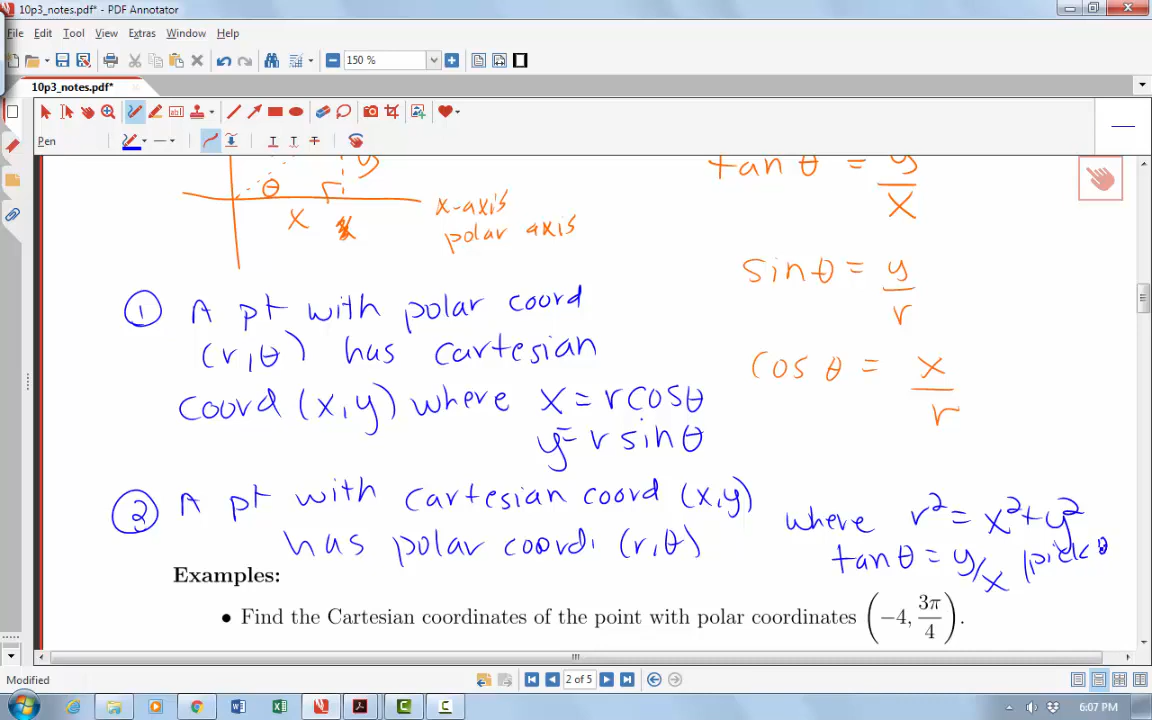 10p3_notes.pdf* - PDF Annotator
File Edit Tool View Extras Window Help
150 %
10p3_notes.pdf*
Pen
y
θ
x-axis
x
polar axis
tan θ = y/x
sin θ = y/r
cos θ = x/r
① A pt with polar coord
(r,θ) has cartesian
coord (x,y) where x = r cosθ
y = r sinθ
② A pt with cartesian coord (x,y)
has polar coord. (r,θ)
where r² = x² + y²
tan θ = y/x (pick θ
Examples:
• Find the Cartesian coordinates of the point with polar coordinates (−4, 3π/4).
2 of 5
Modified
6:07 PM